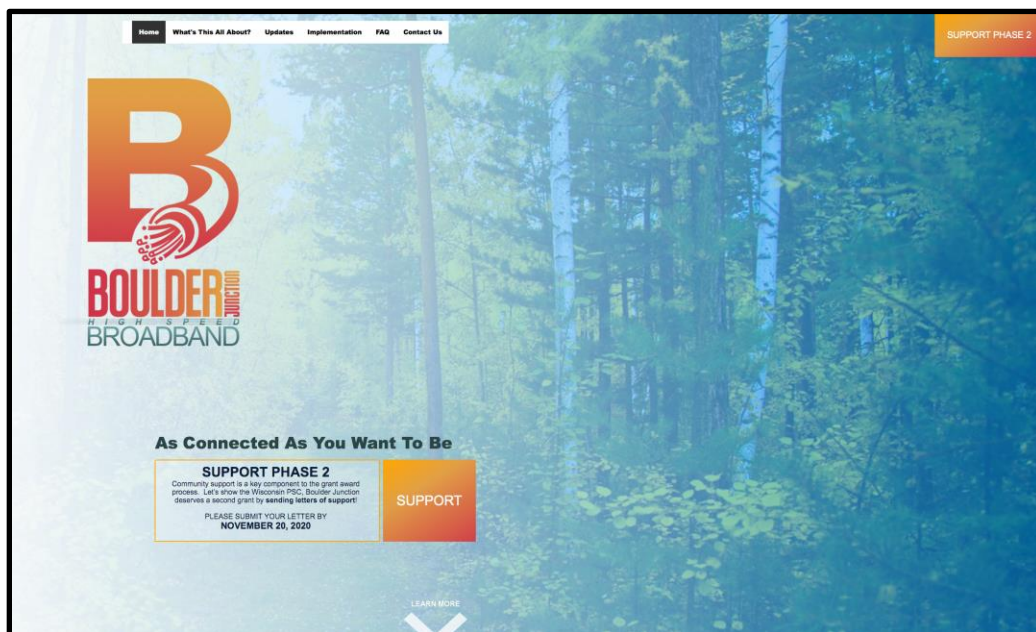 Home What's This All About? Updates Implementation FAQ Contact Us
SUPPORT PHASE 2
B
BOULDER JUNCTION
HIGH SPEED
BROADBAND
As Connected As You Want To Be
SUPPORT PHASE 2
Community support is a key component to the grant award
process. Let's show the Wisconsin PSC, Boulder Junction
deserves a second grant by sending letters of support!
PLEASE SUBMIT YOUR LETTER BY
NOVEMBER 20, 2020
SUPPORT
LEARN MORE